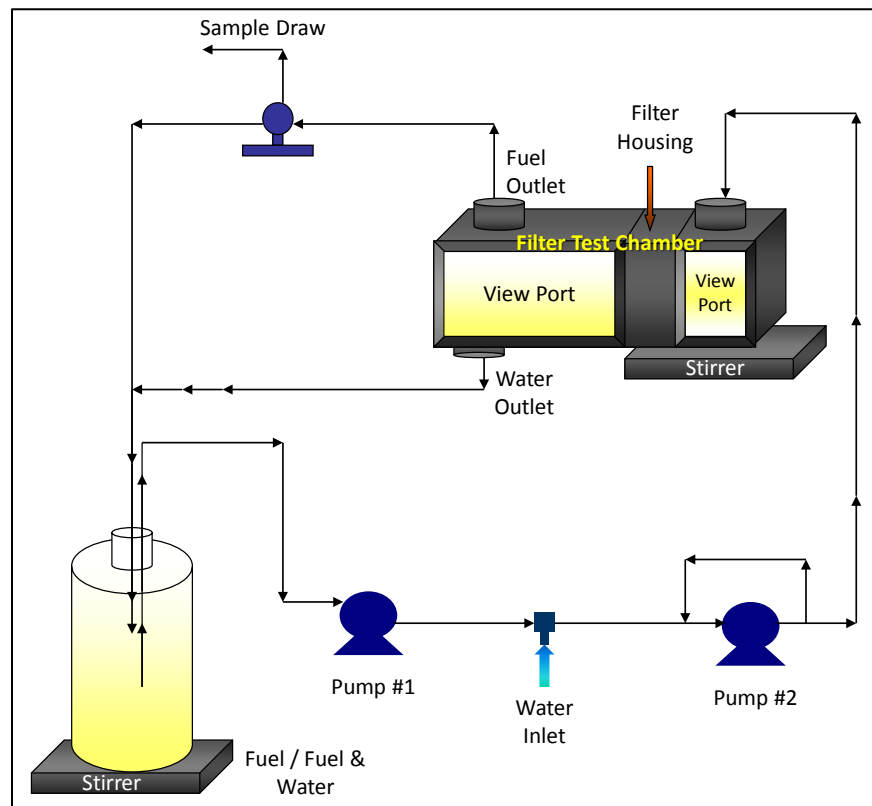 Sample Draw
Filter
Housing
Fuel
Outlet
Filter Test Chamber
View Port
View
Port
Stirrer
Water
Outlet
Pump #1
Water
Inlet
Pump #2
Fuel / Fuel &
Water
Stirrer